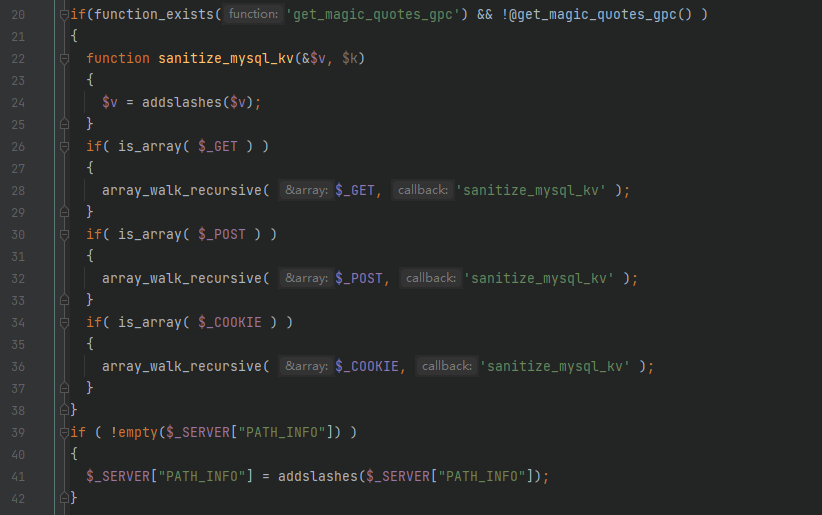 20 if(function_exists( function: 'get_magic_quotes_gpc') && !@get_magic_quotes_gpc() )
21 {
22   function sanitize_mysql_kv(&$v, $k)
23   {
24     $v = addslashes($v);
25   }
26   if( is_array( $_GET ) )
27   {
28     array_walk_recursive( &array: $_GET, callback: 'sanitize_mysql_kv' );
29   }
30   if( is_array( $_POST ) )
31   {
32     array_walk_recursive( &array: $_POST, callback: 'sanitize_mysql_kv' );
33   }
34   if( is_array( $_COOKIE ) )
35   {
36     array_walk_recursive( &array: $_COOKIE, callback: 'sanitize_mysql_kv' );
37   }
38 }
39 if ( !empty($_SERVER["PATH_INFO"]) )
40 {
41   $_SERVER["PATH_INFO"] = addslashes($_SERVER["PATH_INFO"]);
42 }